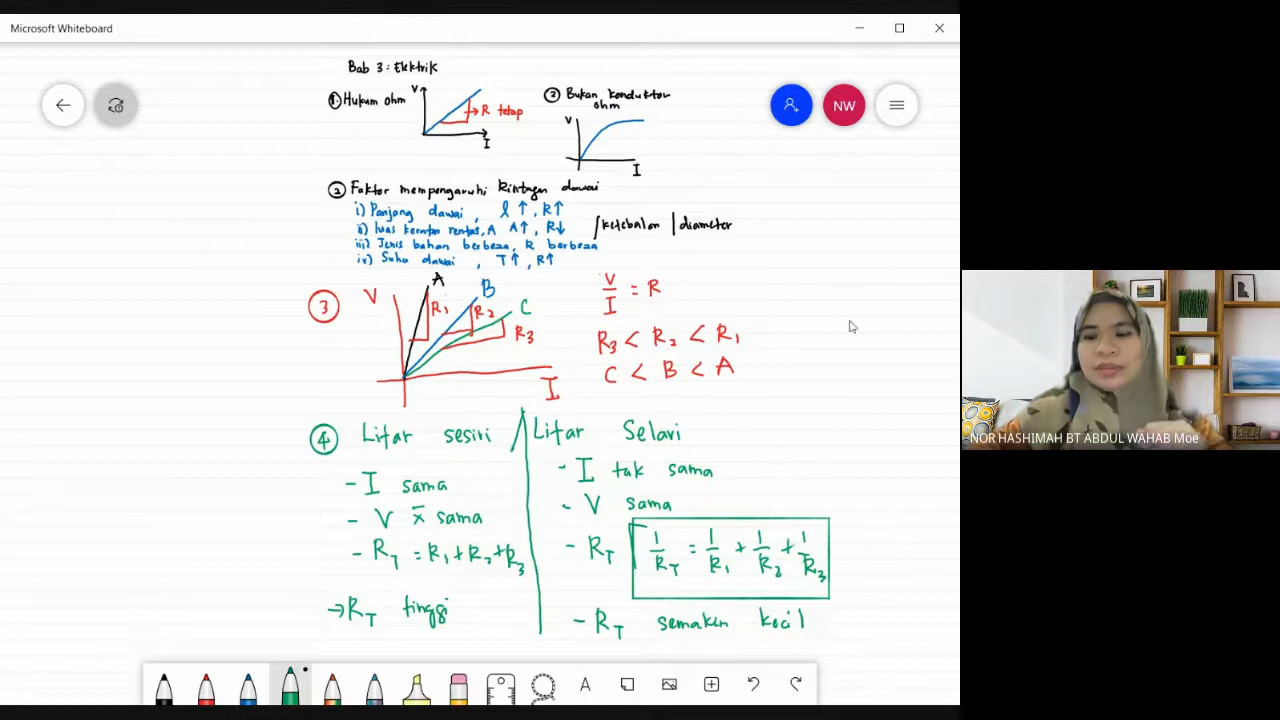 Microsoft Whiteboard
Bab 3 : Elektrik
① Hukum ohm
V
R tetap
I
② Bukan konduktor
ohm
V
I
② Faktor mempengaruhi rintangan dawai
i) Panjang dawai , l ↑ , R↑
ii) luas keratan rentas, A A↑ , R↓ / ketebalan / diameter
iii) Jenis bahan berbeza, R berbeza
iv) Suhu dawai , T↑ , R↑
③ V
A
R1
B
R2
C
R3
I
V/I = R
R3 < R2 < R1
C < B < A
④ Litar sesiri
- I sama
- V x̄ sama
- RT = R1 + R2 + R3
→ RT tinggi
Litar Selari
- I tak sama
- V sama
- RT 1/RT = 1/R1 + 1/R2 + 1/R3
- RT semakin kecil
NW
NOR HASHIMAH BT ABDUL WAHAB Moe
A